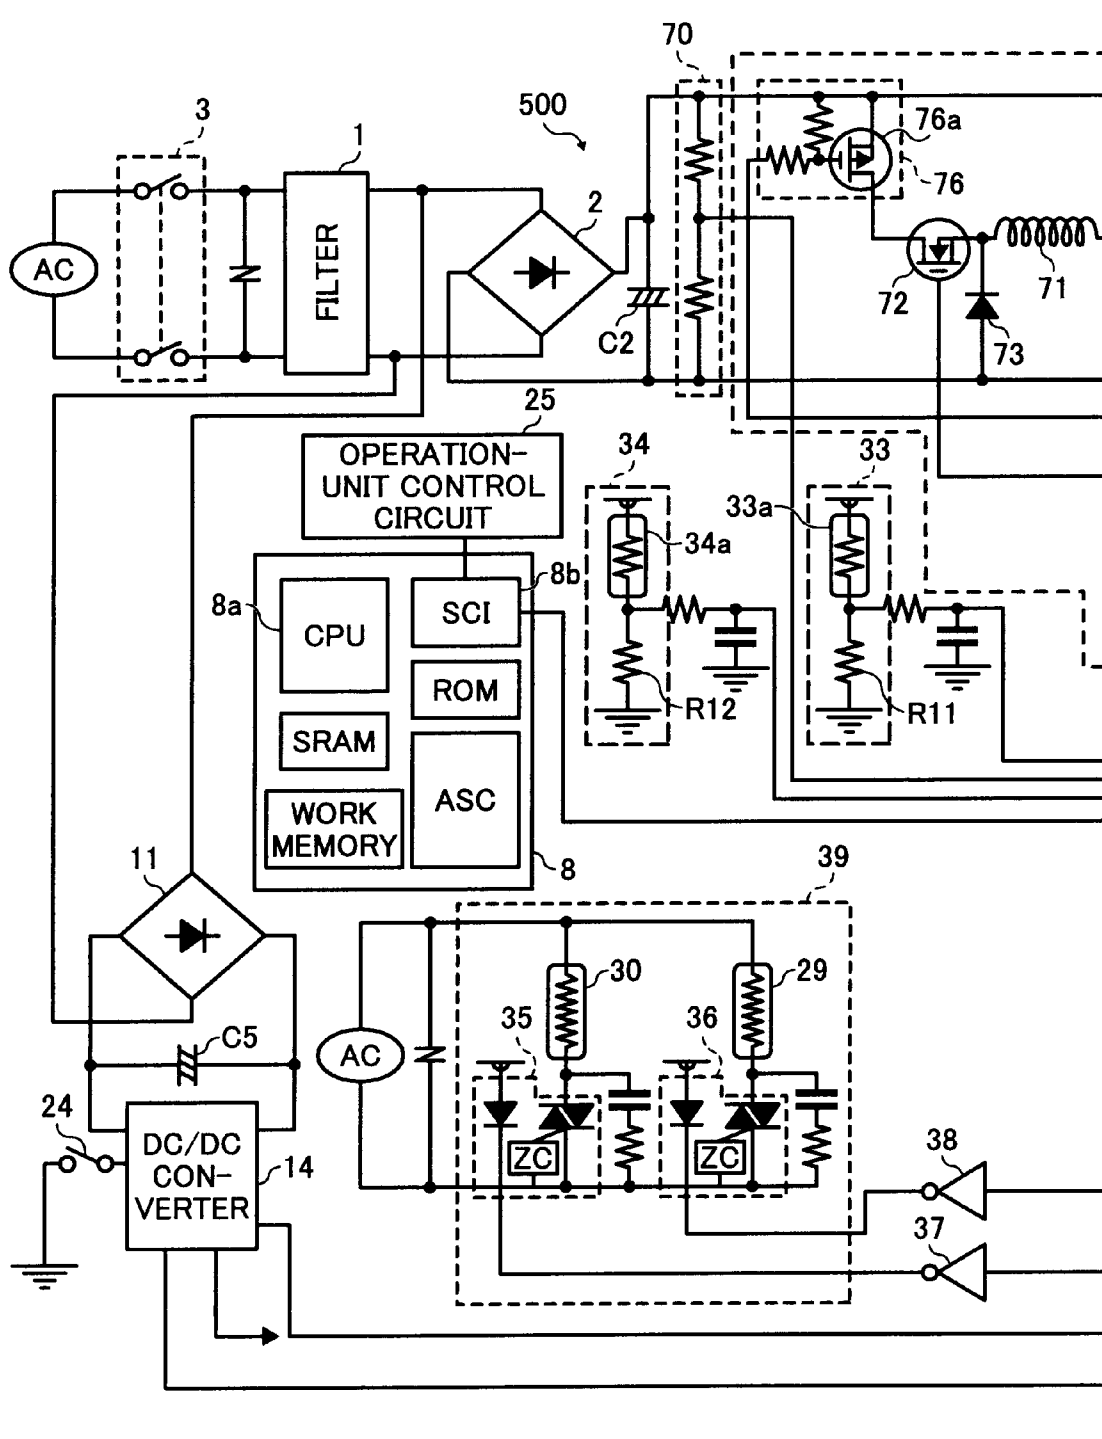 70
500
3
1
76a
76
2
AC
FILTER
C2
72
71
73
25
OPERATION-
UNIT CONTROL
CIRCUIT
34
33
33a
34a
8a
8b
CPU
SCI
ROM
R12
R11
SRAM
ASC
WORK
MEMORY
8
11
39
30
29
35
36
C5
AC
24
DC/DC
CON-
VERTER
14
ZC
ZC
38
37